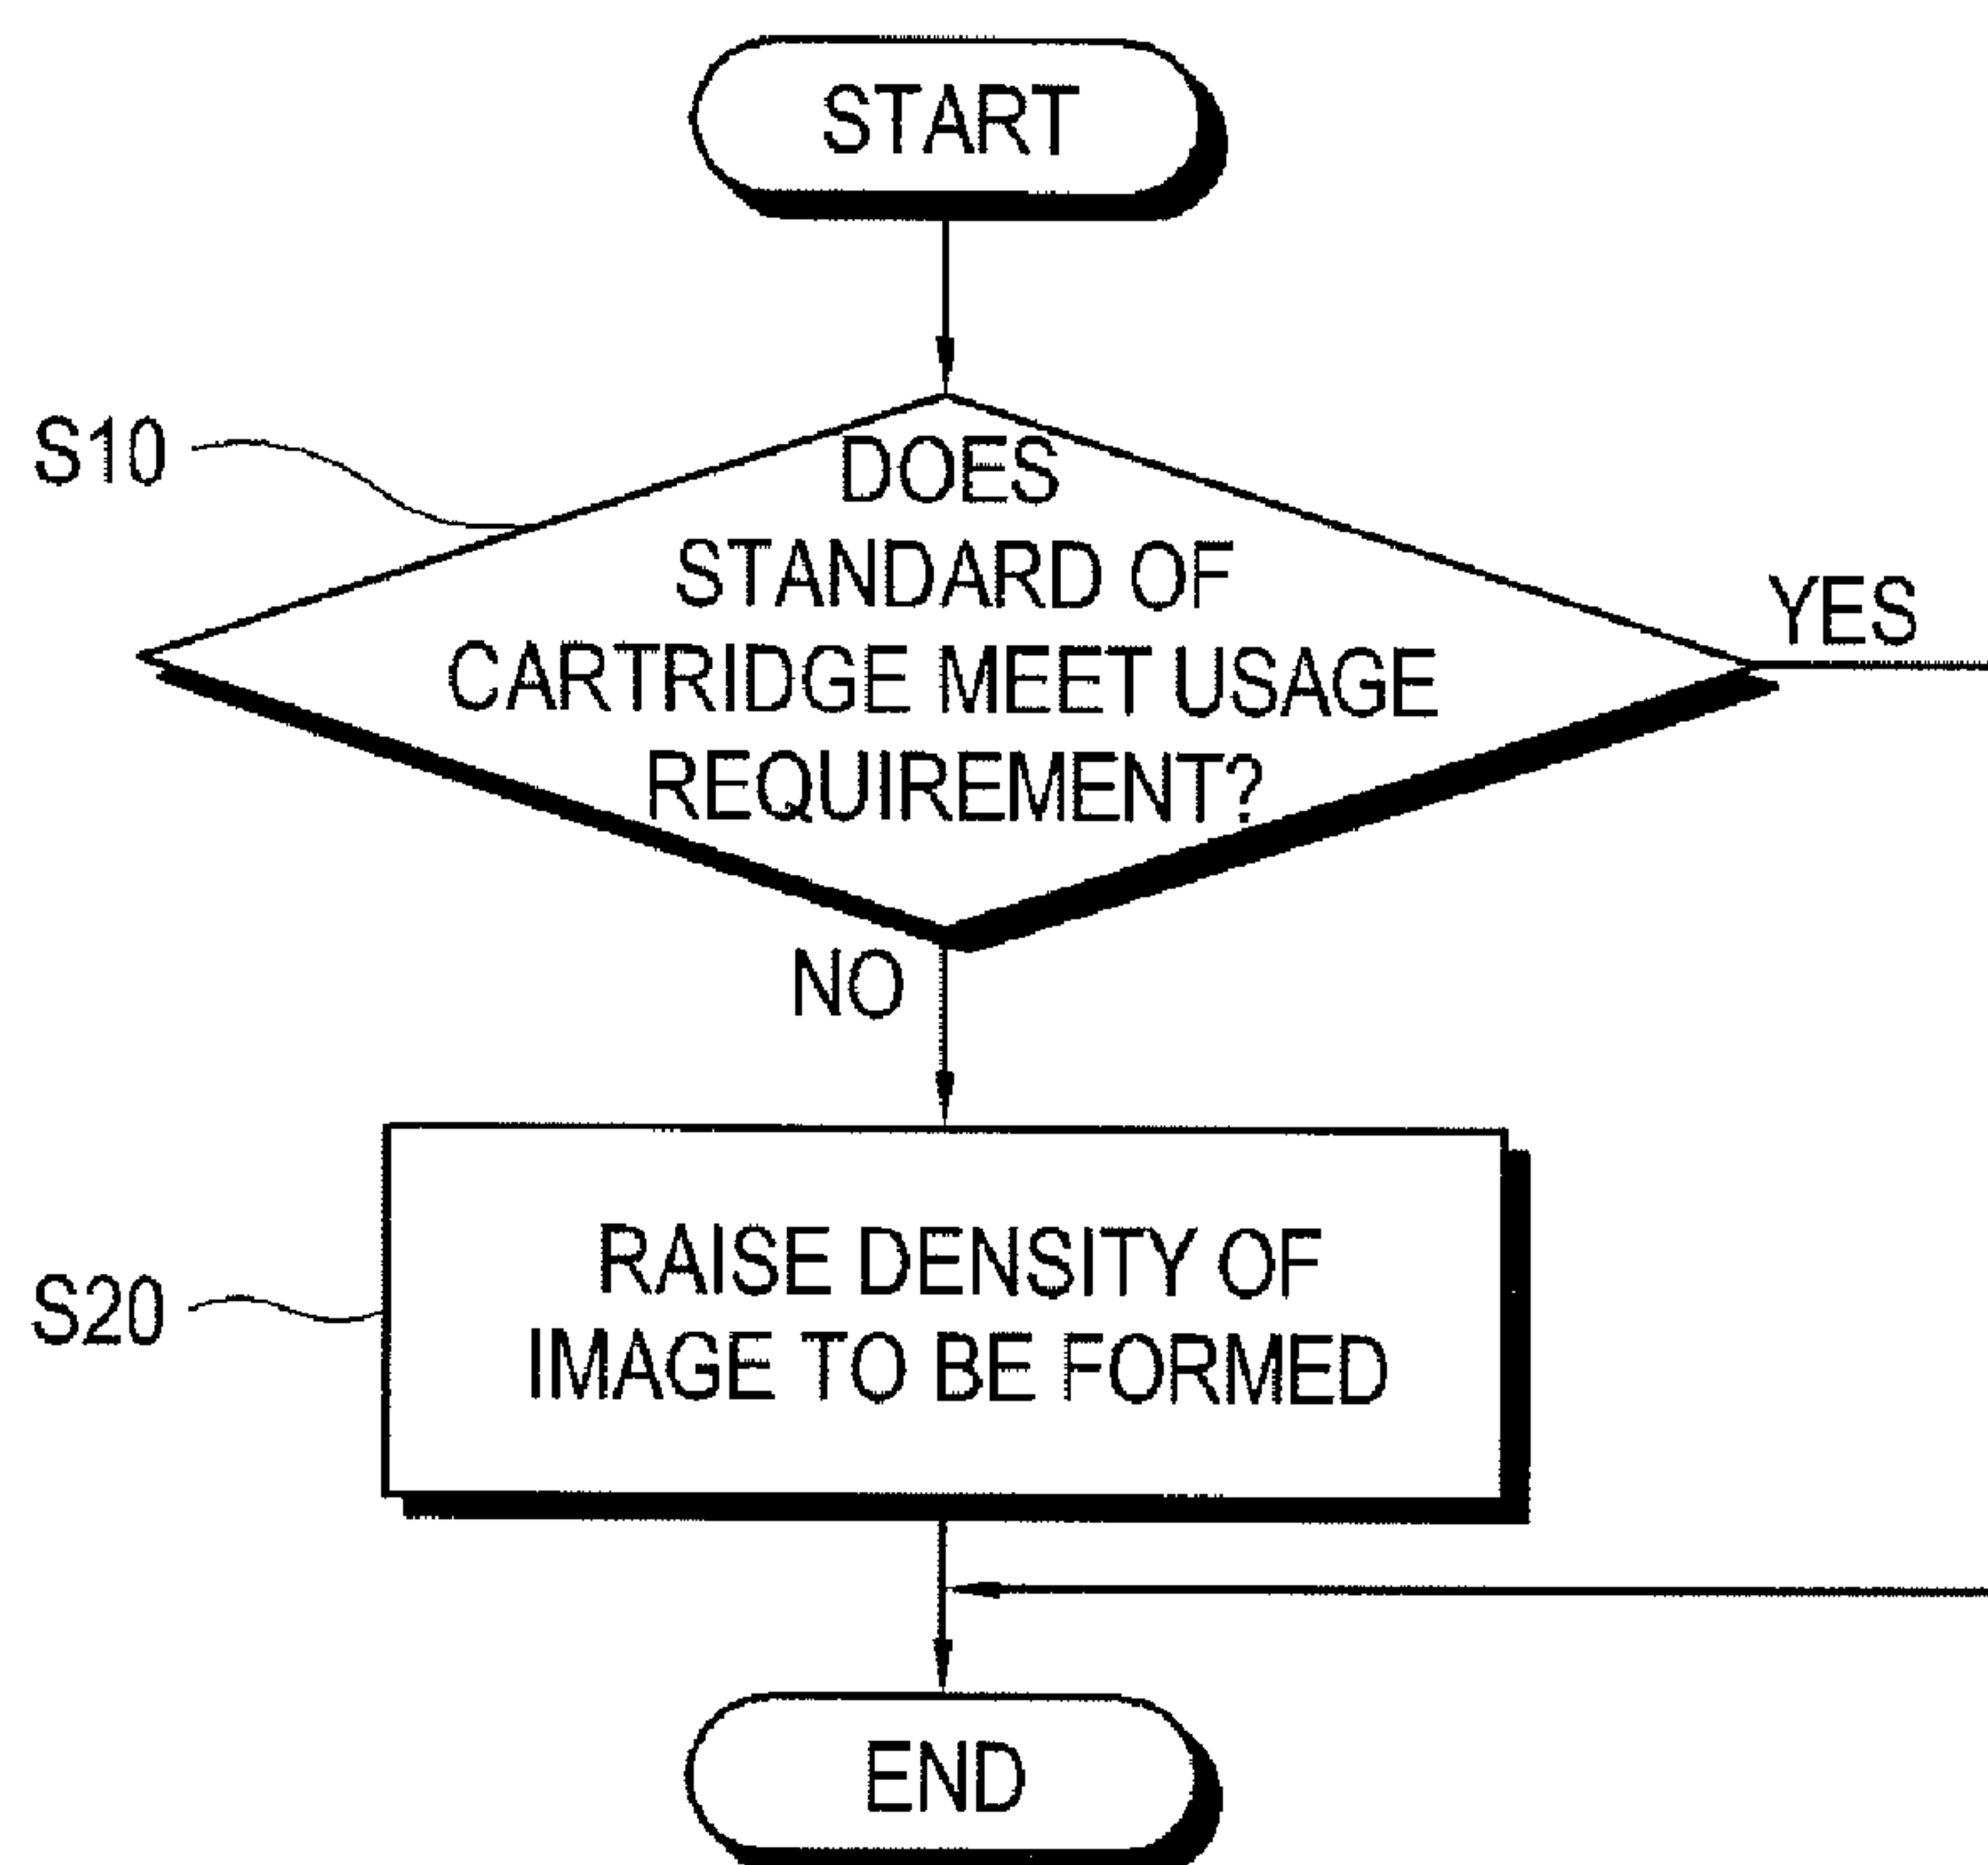 START
S10
DOES
STANDARD OF
CARTRIDGE MEET USAGE
REQUIREMENT?
YES
NO
S20
RAISE DENSITY OF
IMAGE TO BE FORMED
END